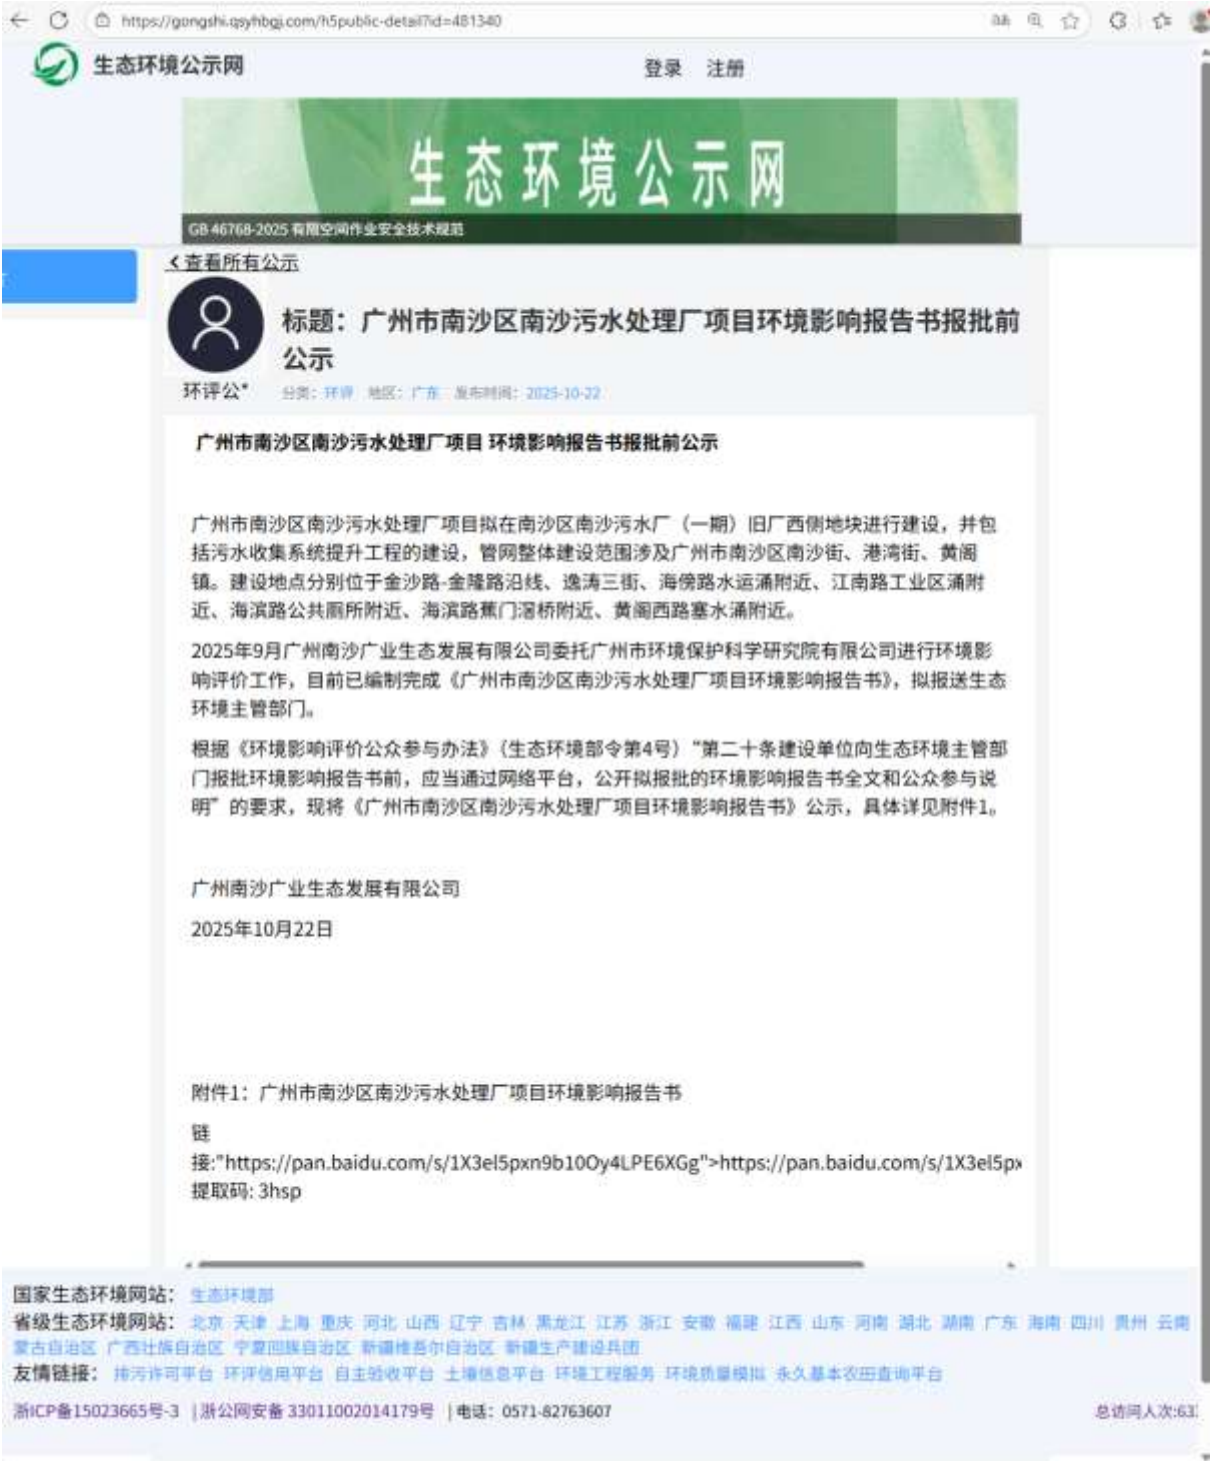 https://gongshi.qsyhbgj.com/h5public-detail?id=481340
生态环境公示网
登录 注册
生态环境公示网
GB 46768-2025 有限空间作业安全技术规范
查看所有公示
标题：广州市南沙区南沙污水处理厂项目环境影响报告书报批前
公示
环评公*
分类：环评 地区：广东 发布时间：2025-10-22
广州市南沙区南沙污水处理厂项目 环境影响报告书报批前公示
广州市南沙区南沙污水处理厂项目拟在南沙区南沙污水厂（一期）旧厂西侧地块进行建设，并包
括污水收集系统提升工程的建设，管网整体建设范围涉及广州市南沙区南沙街、港湾街、黄阁
镇。建设地点分别位于金沙路-金隆路沿线、逸涛三街、海傍路水运涌附近、江南路工业区涌附
近、海滨路公共厕所附近、海滨路蕉门滘桥附近、黄阁西路塞水涌附近。
2025年9月广州南沙广业生态发展有限公司委托广州市环境保护科学研究院有限公司进行环境影
响评价工作，目前已编制完成《广州市南沙区南沙污水处理厂项目环境影响报告书》，拟报送生态
环境主管部门。
根据《环境影响评价公众参与办法》（生态环境部令第4号）“第二十条建设单位向生态环境主管部
门报批环境影响报告书前，应当通过网络平台，公开拟报批的环境影响报告书全文和公众参与说
明”的要求，现将《广州市南沙区南沙污水处理厂项目环境影响报告书》公示，具体详见附件1。
广州南沙广业生态发展有限公司
2025年10月22日
附件1：广州市南沙区南沙污水处理厂项目环境影响报告书
链
接:"https://pan.baidu.com/s/1X3el5pxn9b10Oy4LPE6XGg">https://pan.baidu.com/s/1X3el5px
提取码: 3hsp
国家生态环境网站： 生态环境部
省级生态环境网站： 北京 天津 上海 重庆 河北 山西 辽宁 吉林 黑龙江 江苏 浙江 安徽 福建 江西 山东 河南 湖北 湖南 广东 海南 四川 贵州 云南
蒙古自治区 广西壮族自治区 宁夏回族自治区 新疆维吾尔自治区 新疆生产建设兵团
友情链接： 排污许可平台 环评信用平台 自主验收平台 土壤信息平台 环境工程服务 环境质量模拟 永久基本农田查询平台
浙ICP备15023665号-3 |浙公网安备 33011002014179号 |电话：0571-82763607
总访问人次:63